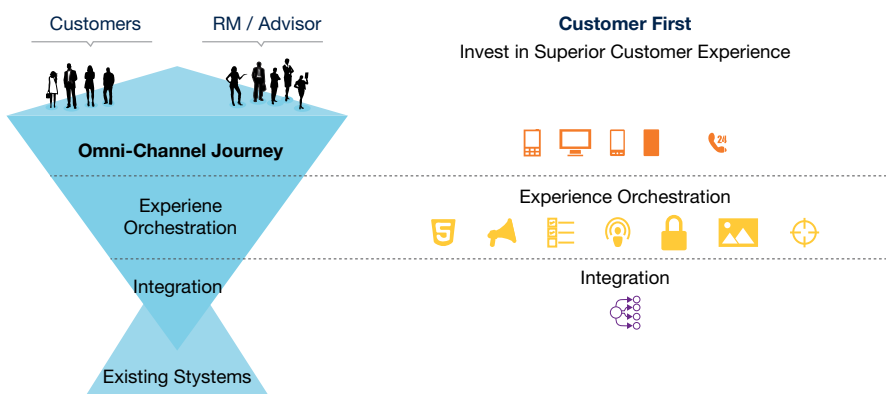 Customers
RM / Advisor
Customer First
Invest in Superior Customer Experience
Omni-Channel Journey
24
Experiene
Orchestration
Experience Orchestration
5
Integration
Integration
Existing Stystems